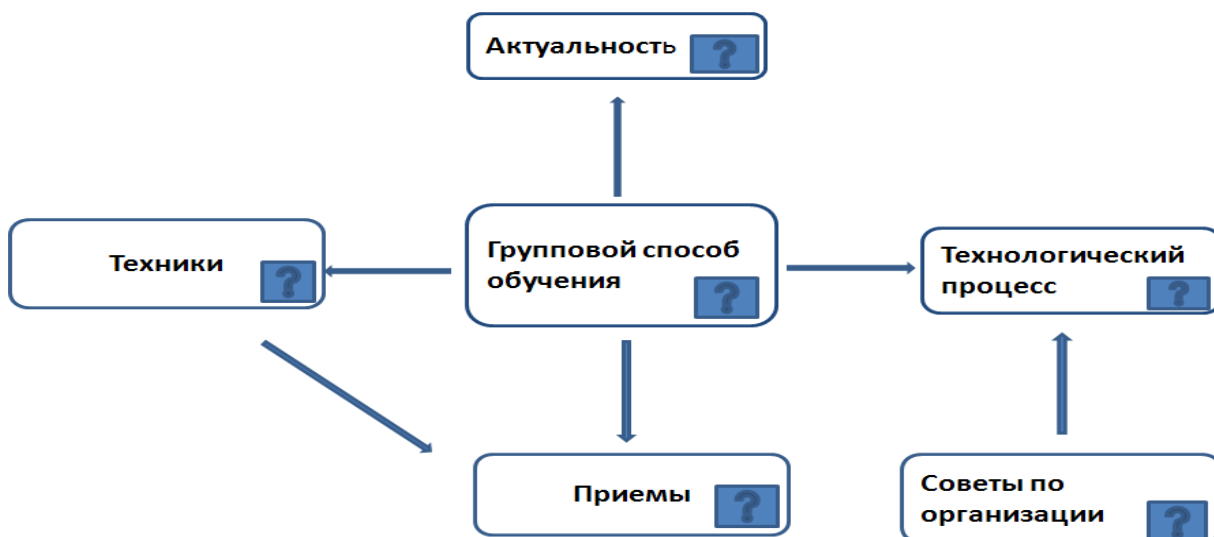 Актуальность
Техники
Групповой способ
обучения
Технологический
процесс
Приемы
Советы по
организации